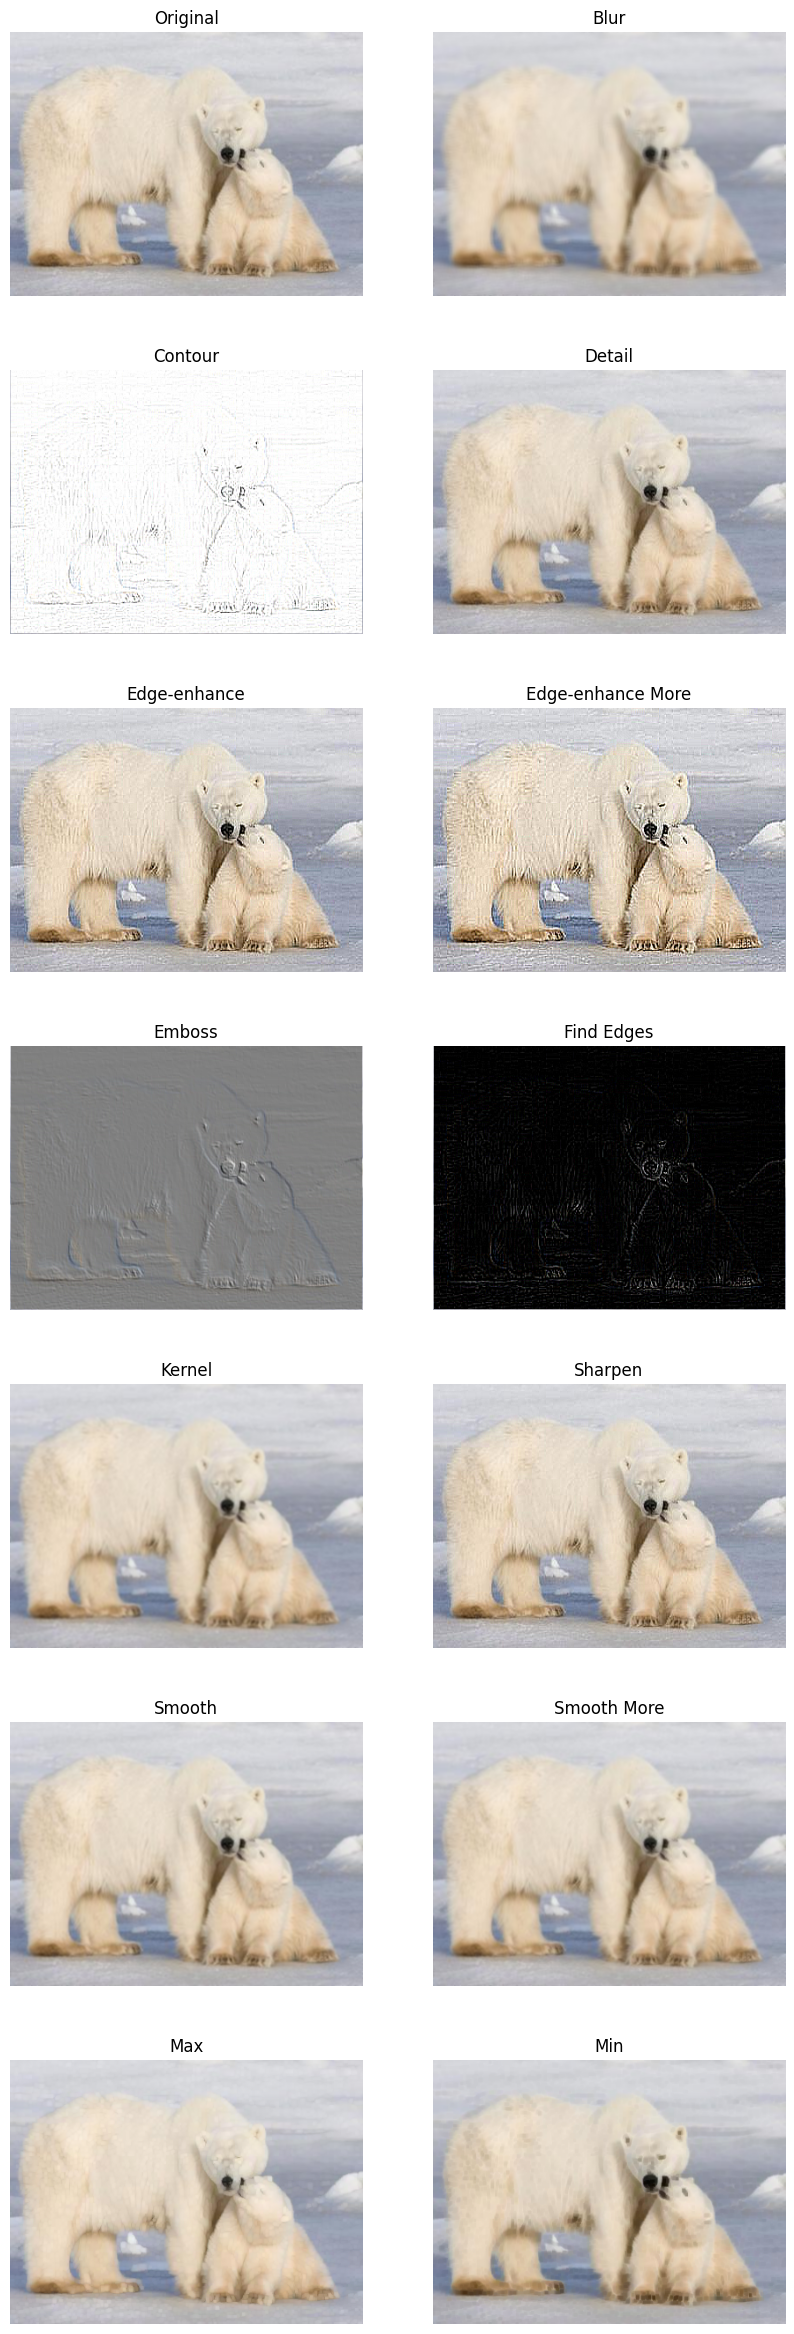 Original
Blur
Contour
Detail
Edge-enhance
Edge-enhance More
Emboss
Find Edges
Kernel
Sharpen
Smooth
Smooth More
Max
Min